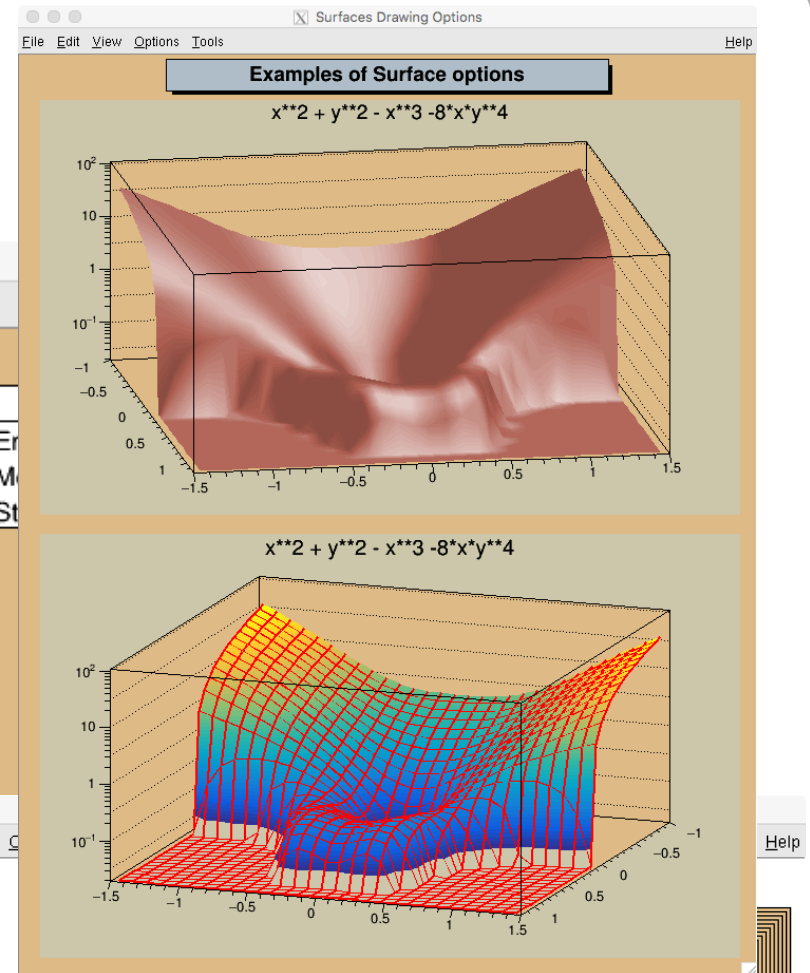 Surfaces Drawing Options
File Edit View Options Tools Help
Examples of Surface options
x**2 + y**2 - x**3 -8*x*y**4
10²
10
1
10⁻¹
−1
−0.5
0
0.5
1
−1.5 −1 −0.5 0 0.5 1 1.5
x**2 + y**2 - x**3 -8*x*y**4
10²
10
1
10⁻¹
−1.5 −1 −0.5 0 0.5 1 1.5
−1
−0.5
0
0.5
1
Help